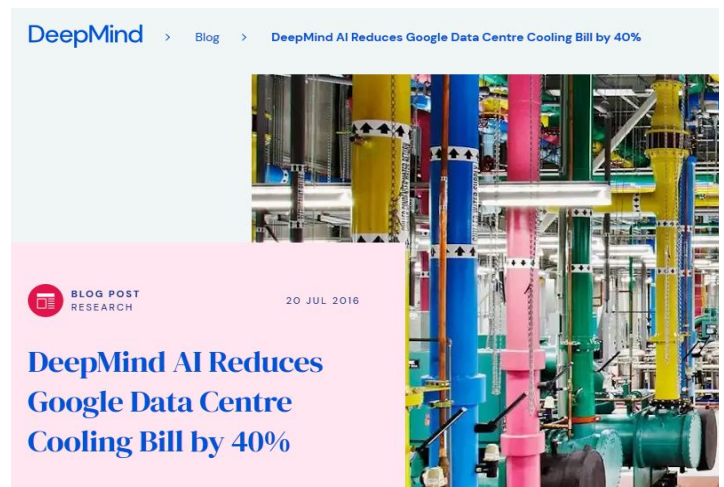 DeepMind > Blog > DeepMind AI Reduces Google Data Centre Cooling Bill by 40%
BLOG POST
RESEARCH
20 JUL 2016
DeepMind AI Reduces
Google Data Centre
Cooling Bill by 40%